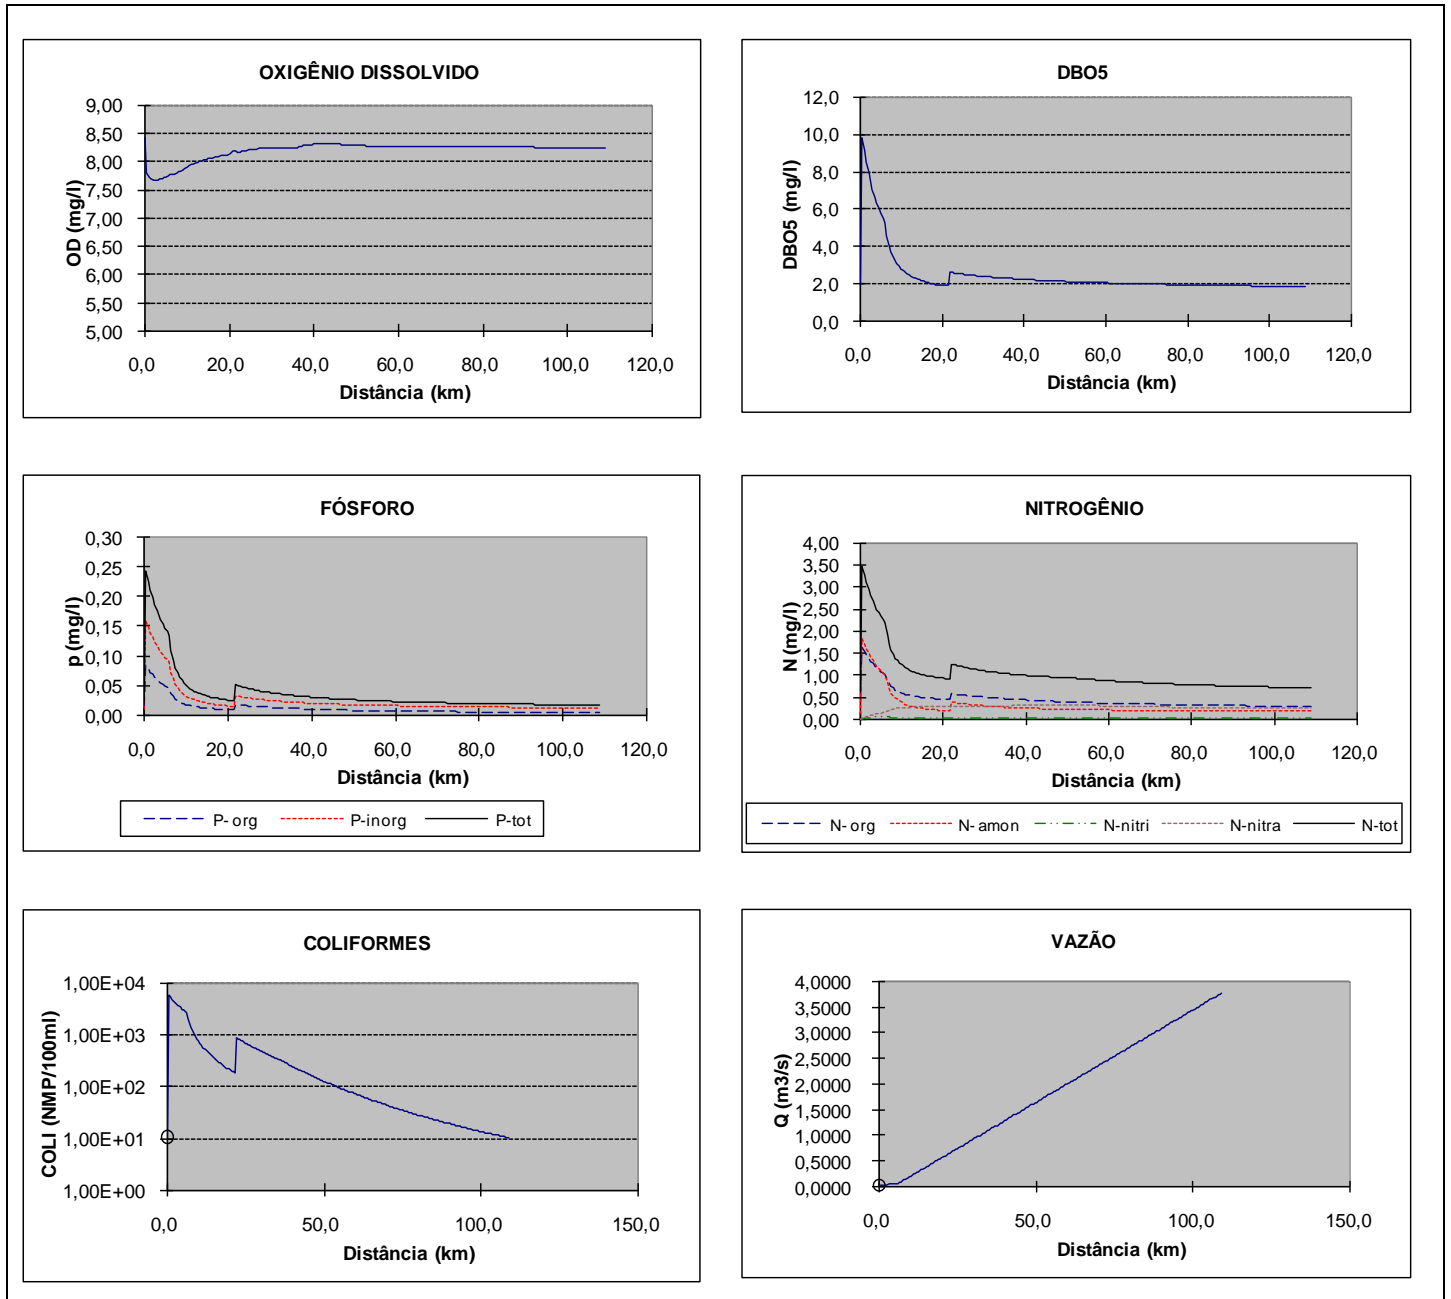 OXIGÊNIO DISSOLVIDO
OD (mg/l)
9,00
8,50
8,00
7,50
7,00
6,50
6,00
5,50
5,00
0,0 20,0 40,0 60,0 80,0 100,0 120,0
Distância (km)
DBO5
DBO5 (mg/l)
12,0
10,0
8,0
6,0
4,0
2,0
0,0
0,0 20,0 40,0 60,0 80,0 100,0 120,0
Distância (km)
FÓSFORO
p (mg/l)
0,30
0,25
0,20
0,15
0,10
0,05
0,00
0,0 20,0 40,0 60,0 80,0 100,0 120,0
Distância (km)
P-org P-inorg P-tot
NITROGÊNIO
N (mg/l)
4,00
3,50
3,00
2,50
2,00
1,50
1,00
0,50
0,00
0,0 20,0 40,0 60,0 80,0 100,0 120,0
Distância (km)
N-org N-amon N-nitri N-nitra N-tot
COLIFORMES
COLI (NMP/100ml)
1,00E+04
1,00E+03
1,00E+02
1,00E+01
1,00E+00
0,0 50,0 100,0 150,0
Distância (km)
VAZÃO
Q (m3/s)
4,0000
3,5000
3,0000
2,5000
2,0000
1,5000
1,0000
0,5000
0,0000
0,0 50,0 100,0 150,0
Distância (km)